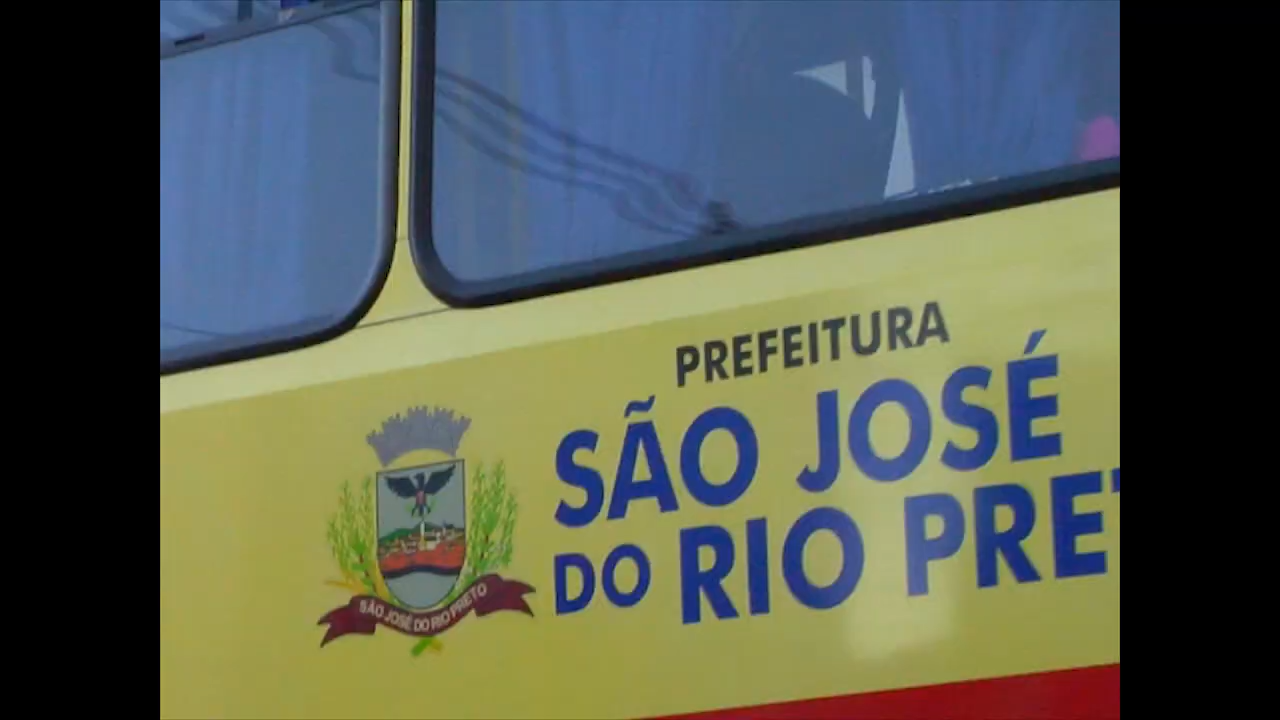 PREFEITURA
SÃO JOSÉ
DO RIO PRET
SÃO JOSÉ DO RIO PRETO